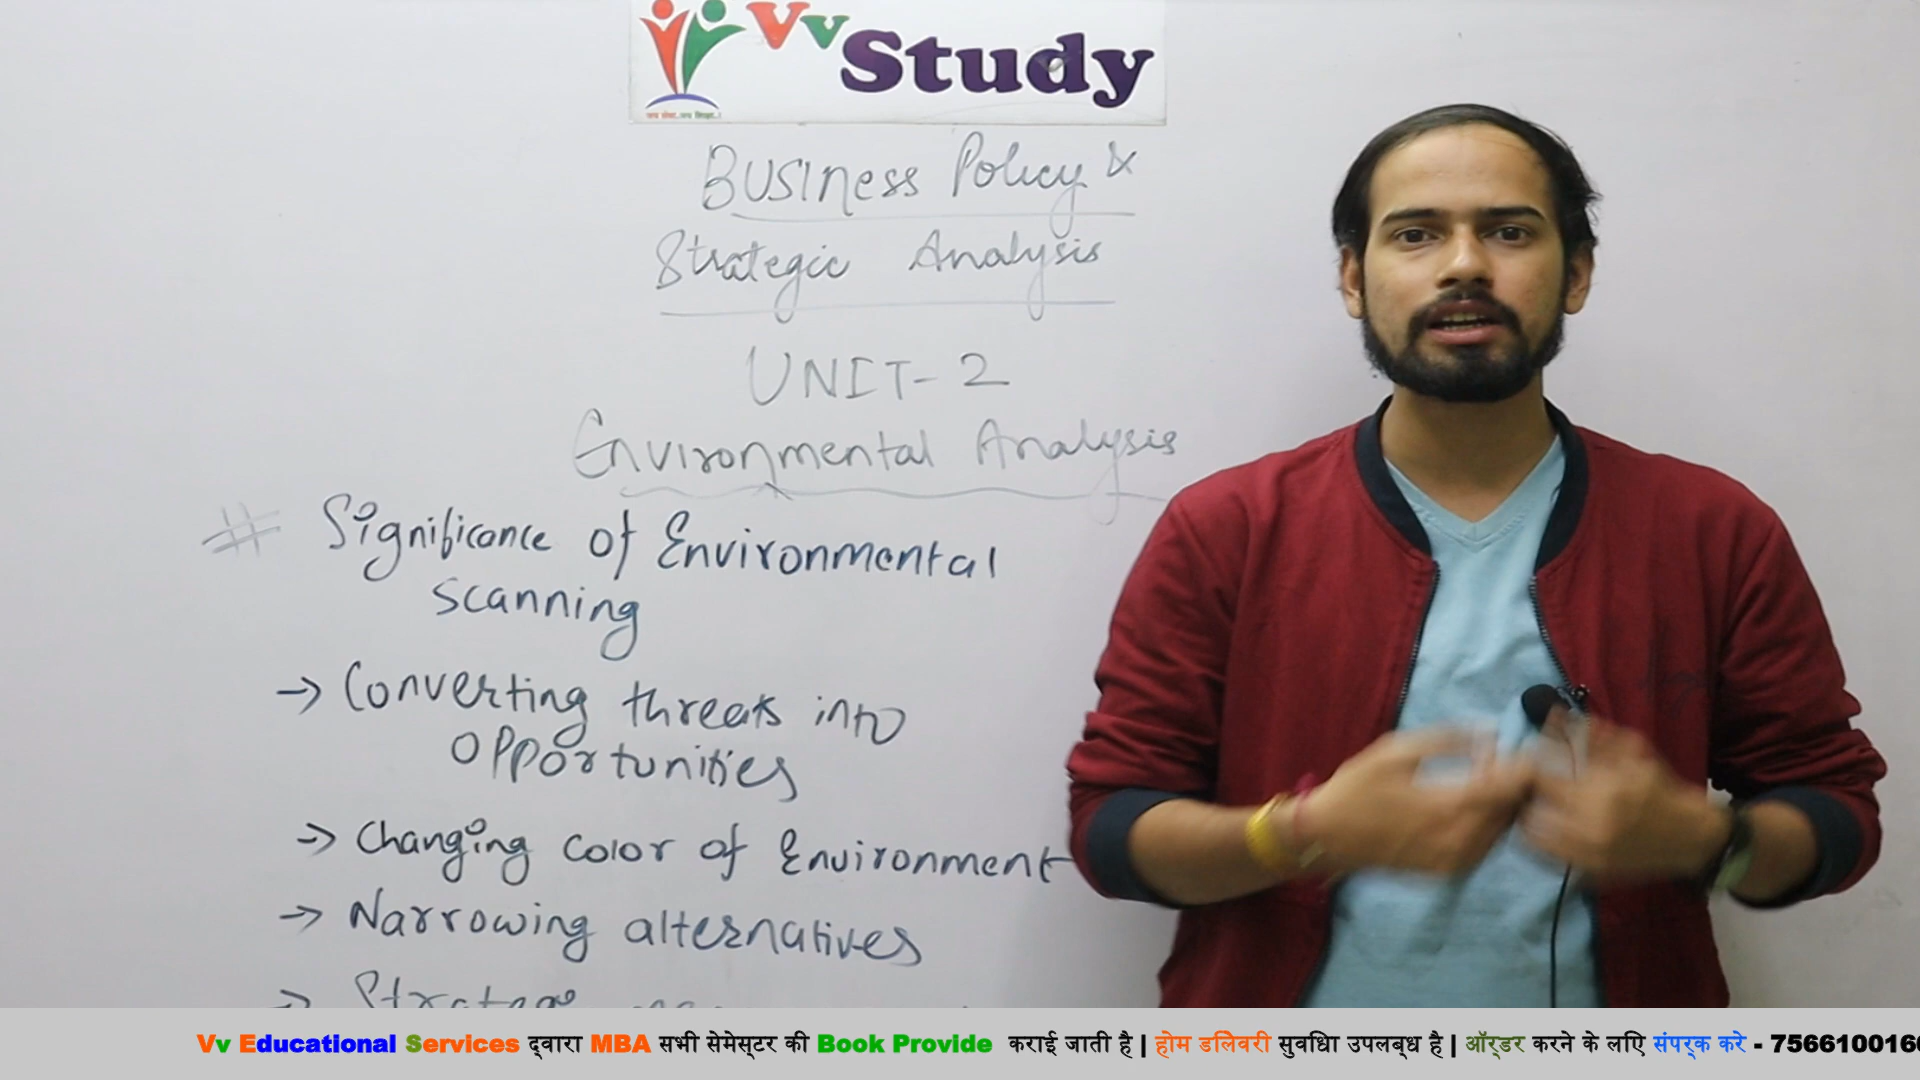 Vv Study
Business Policy &
Strategic Analysis
UNIT-2
Environmental Analysis
# Significance of Environmental
scanning
→ Converting threats into
opportunities
→ Changing color of Environment
→ Narrowing alternatives
Vv Educational Services द्वारा MBA सभी सेमेस्टर की Book Provide कराई जाती है | होम डिलेवरी सुविधा उपलब्ध है | ऑर्डर करने के लिए संपर्क करे - 756610016